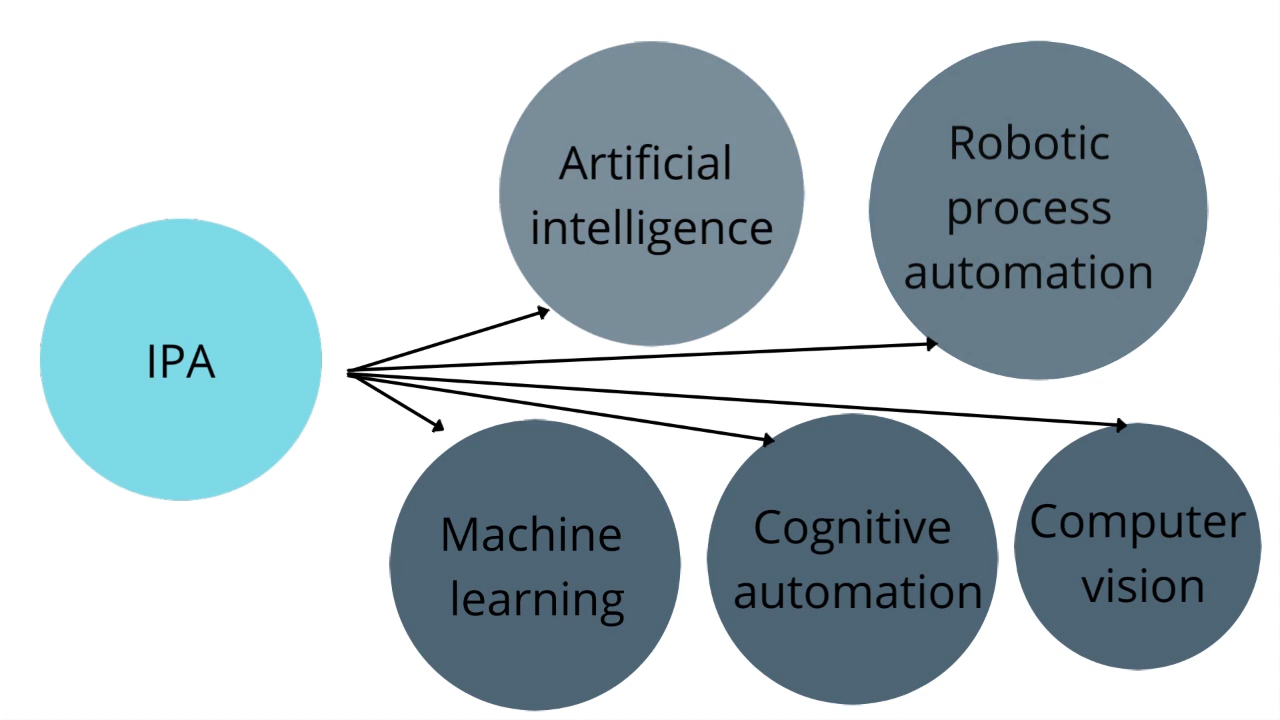 IPA
Artificial
intelligence
Robotic
process
automation
Machine
learning
Cognitive
automation
Computer
vision